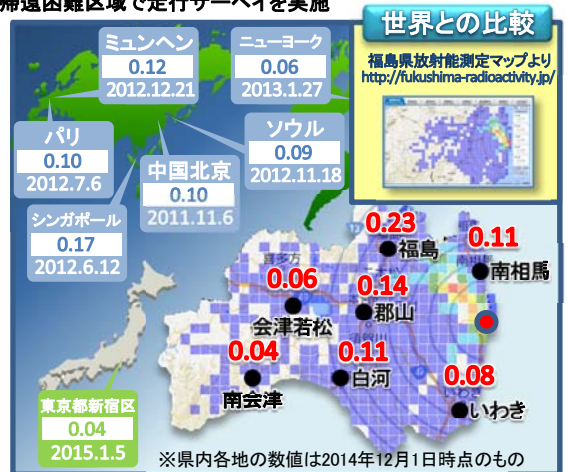 帰還困難区域で走行サーベイを実施
世界との比較
福島県放射能測定マップより
http://fukushima-radioactivity.jp/
ミュンヘン
0.12
2012.12.21
ニューヨーク
0.06
2013.1.27
パリ
0.10
2012.7.6
中国北京
0.10
2011.11.6
ソウル
0.09
2012.11.18
シンガポール
0.17
2012.6.12
0.23
福島
0.11
南相馬
喜多方
0.06
会津若松
0.14
郡山
0.04
南会津
0.11
白河
0.08
いわき
東京都新宿区
0.04
2015.1.5
※県内各地の数値は2014年12月1日時点のもの